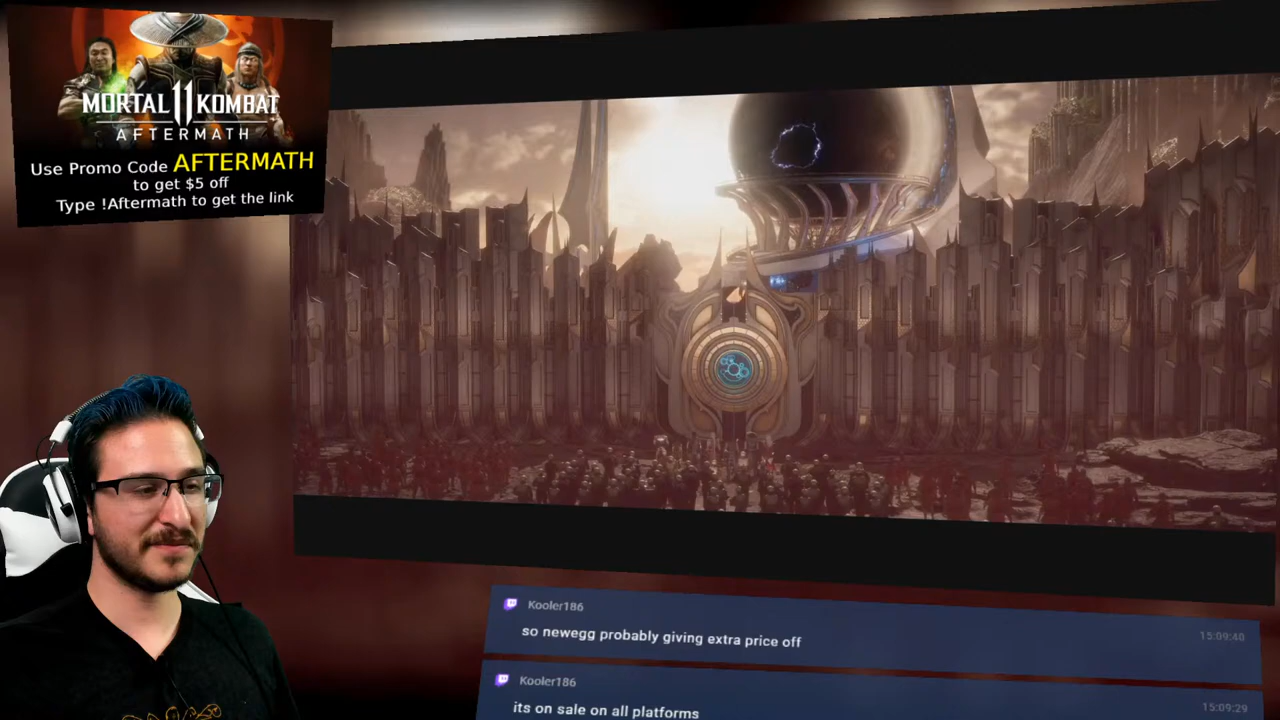 MORTAL 11 KOMBAT
AFTERMATH
Use Promo Code AFTERMATH
to get $5 off
Type !Aftermath to get the link
Kooler186
so newegg probably giving extra price off
15:09:40
Kooler186
its on sale on all platforms
15:09:29